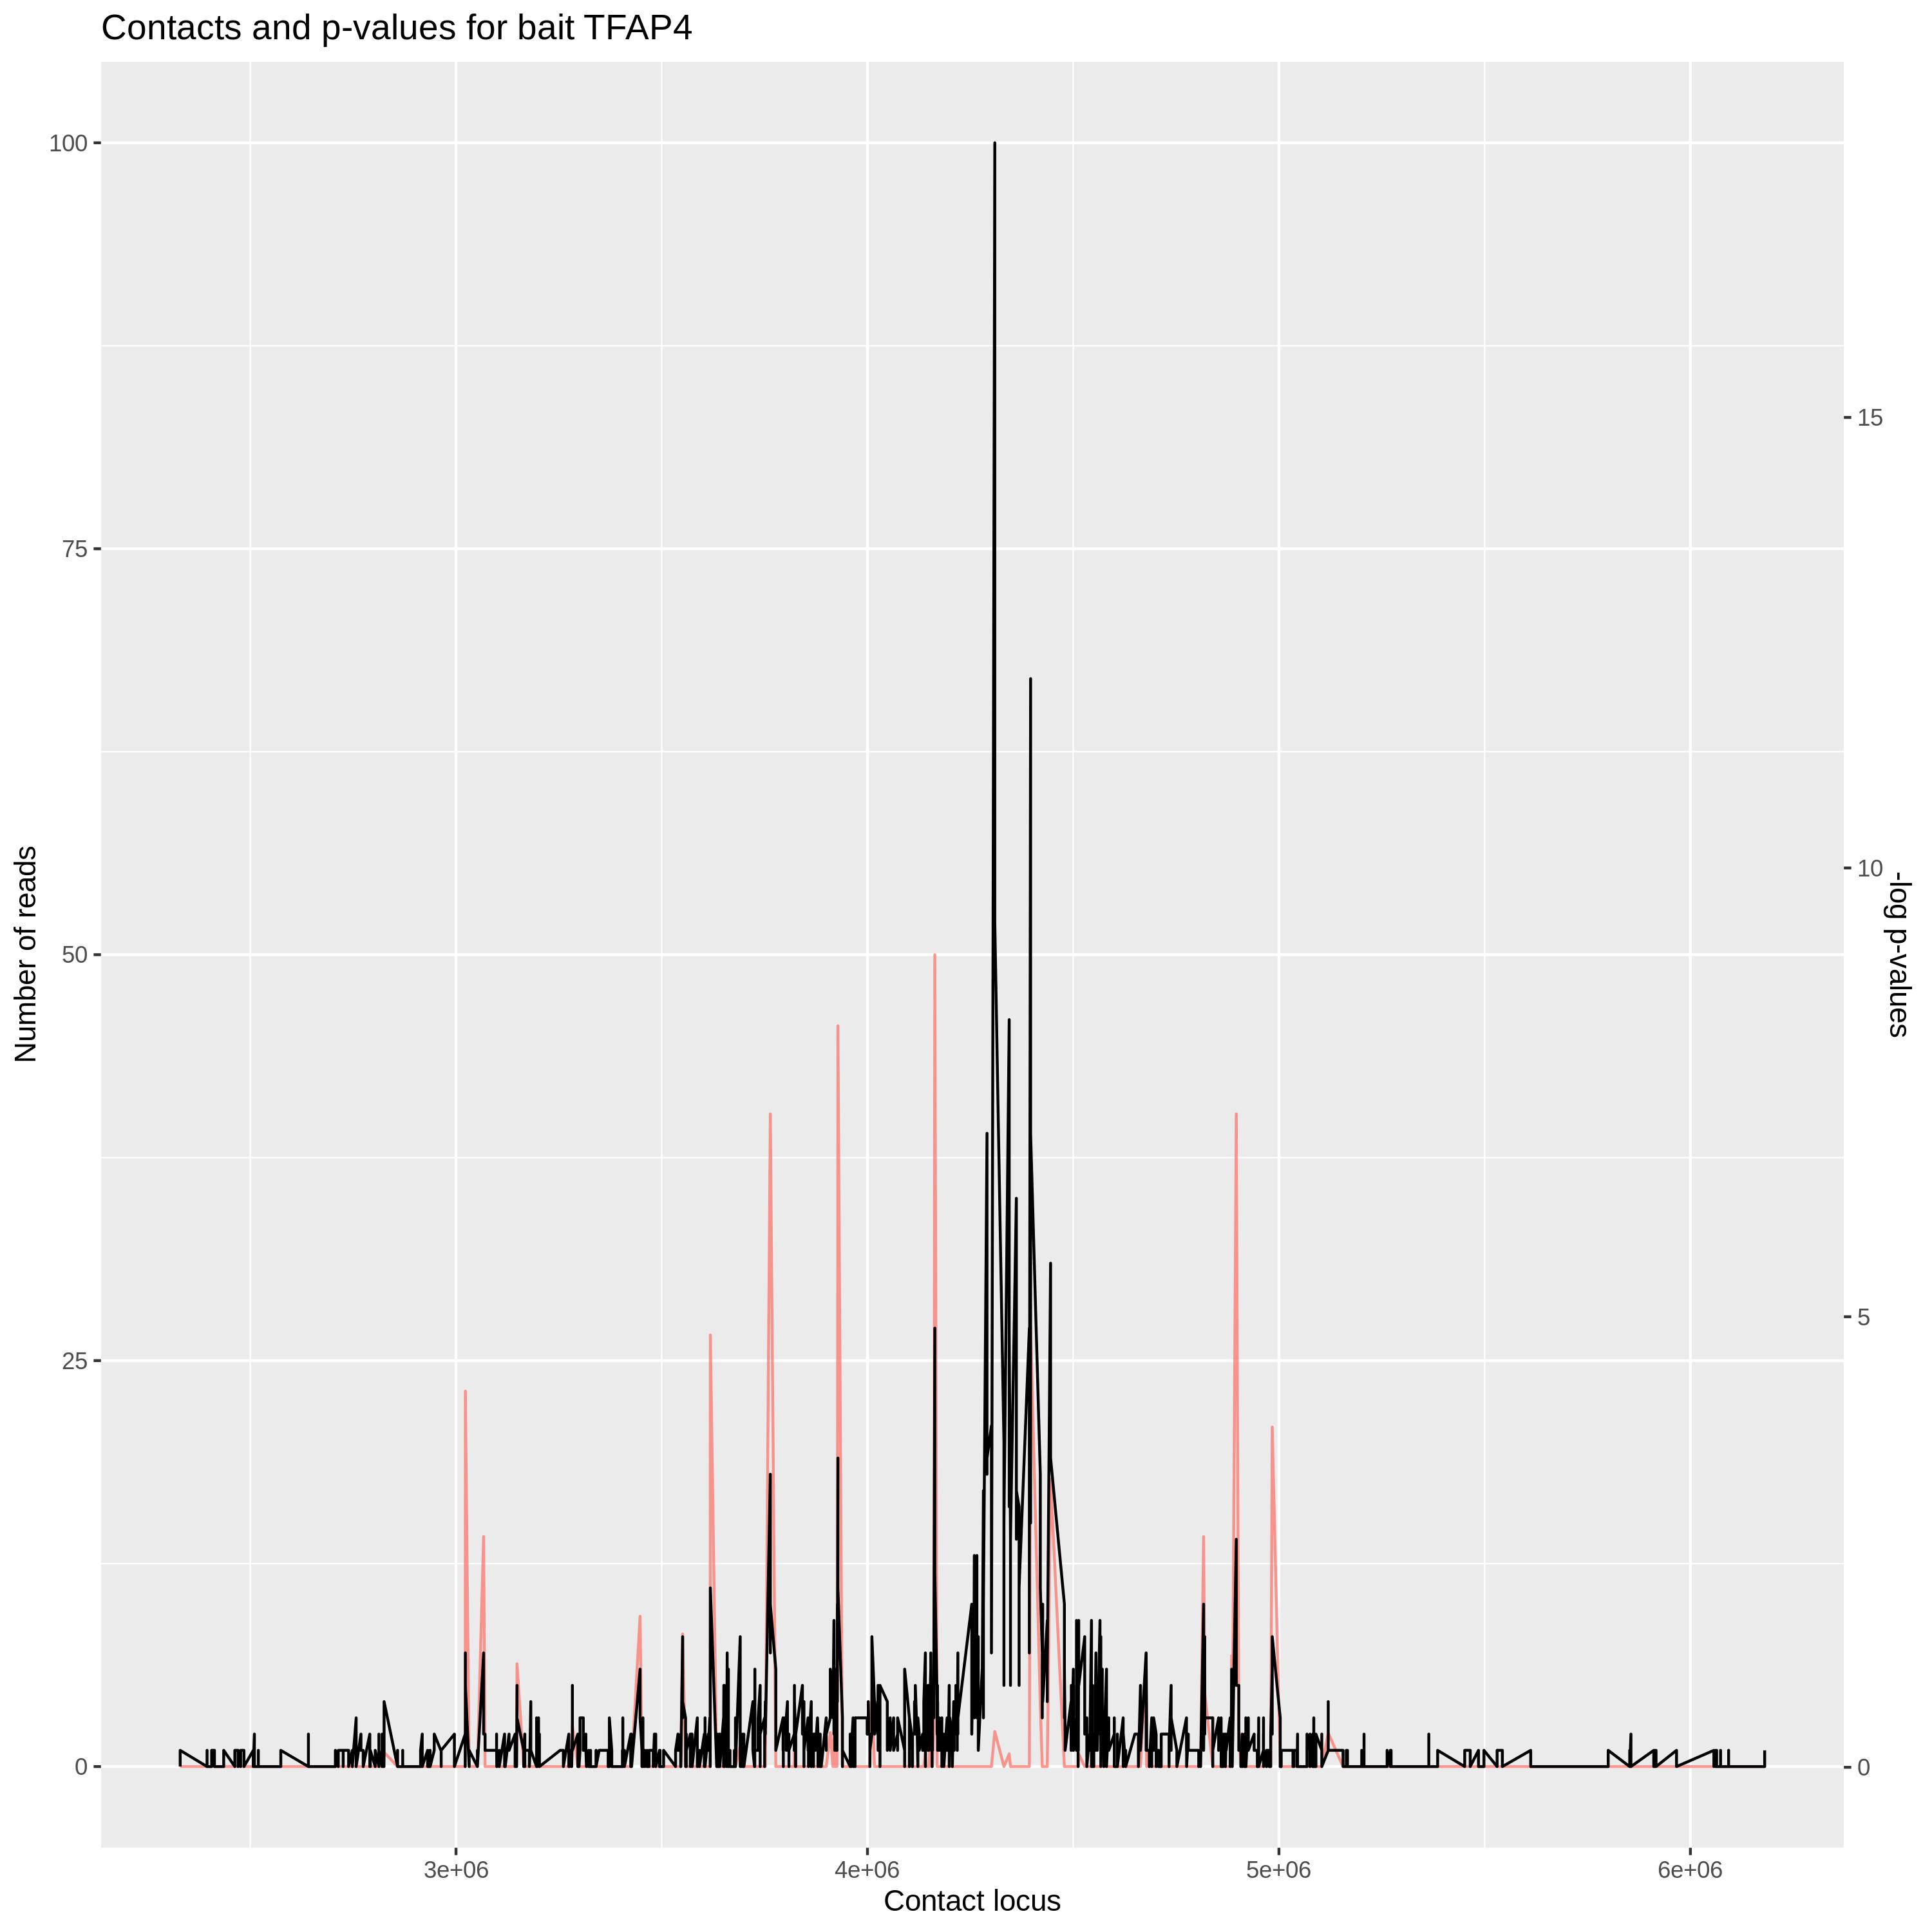 Contacts and p-values for bait TFAP4
100
75
50
25
0
Number of reads
15
10
5
0
-log p-values
3e+06
4e+06
5e+06
6e+06
Contact locus